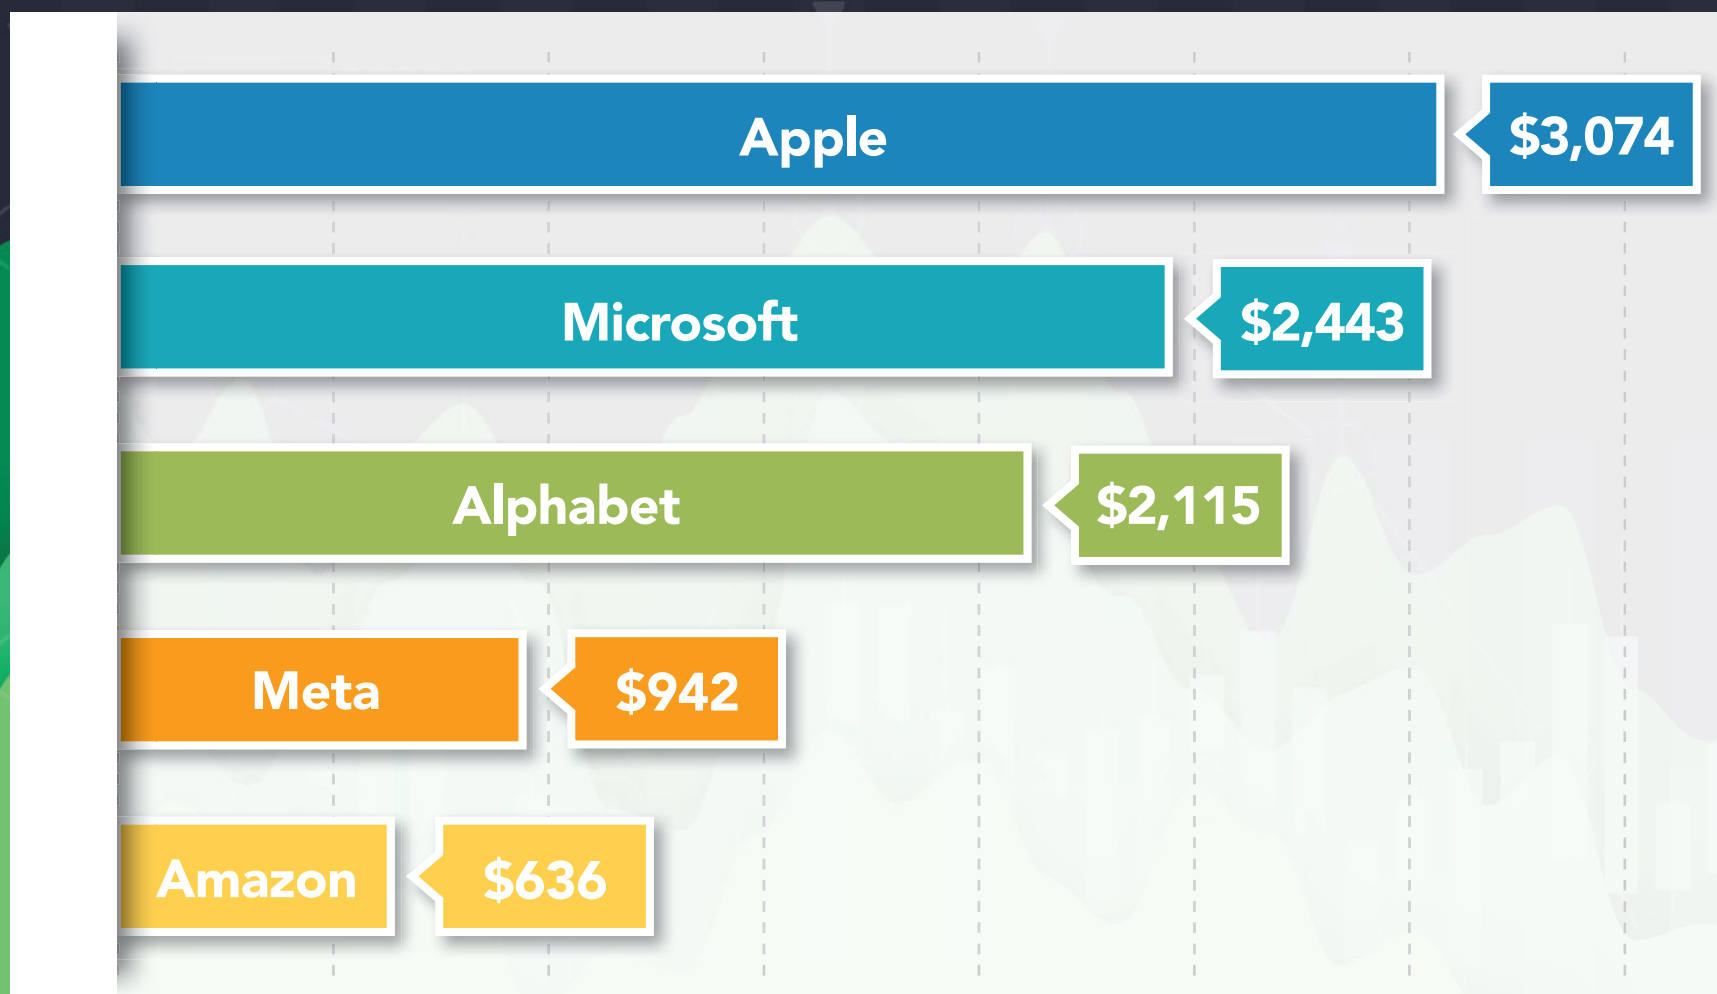 Apple
$3,074
Microsoft
$2,443
Alphabet
$2,115
Meta
$942
Amazon
$636